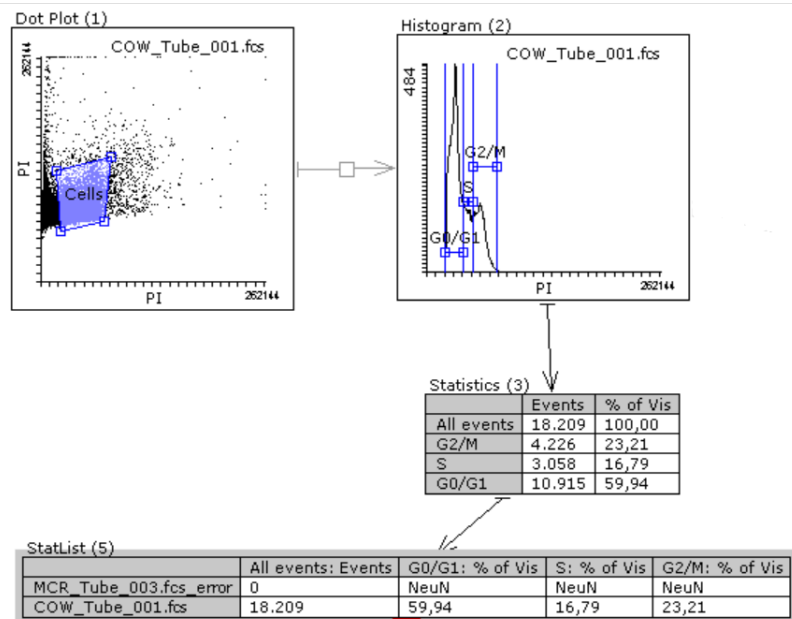 Dot Plot (1)
COW_Tube_001.fcs
262144
PI
Cells
PI
262144
Histogram (2)
COW_Tube_001.fcs
484
G2/M
S
G0/G1
PI
262144
Statistics (3)
Events % of Vis
All events 18.209 100,00
G2/M 4.226 23,21
S 3.058 16,79
G0/G1 10.915 59,94
StatList (5)
All events: Events G0/G1: % of Vis S: % of Vis G2/M: % of Vis
MCR_Tube_003.fcs_error 0 NeuN NeuN NeuN
COW_Tube_001.fcs 18.209 59,94 16,79 23,21